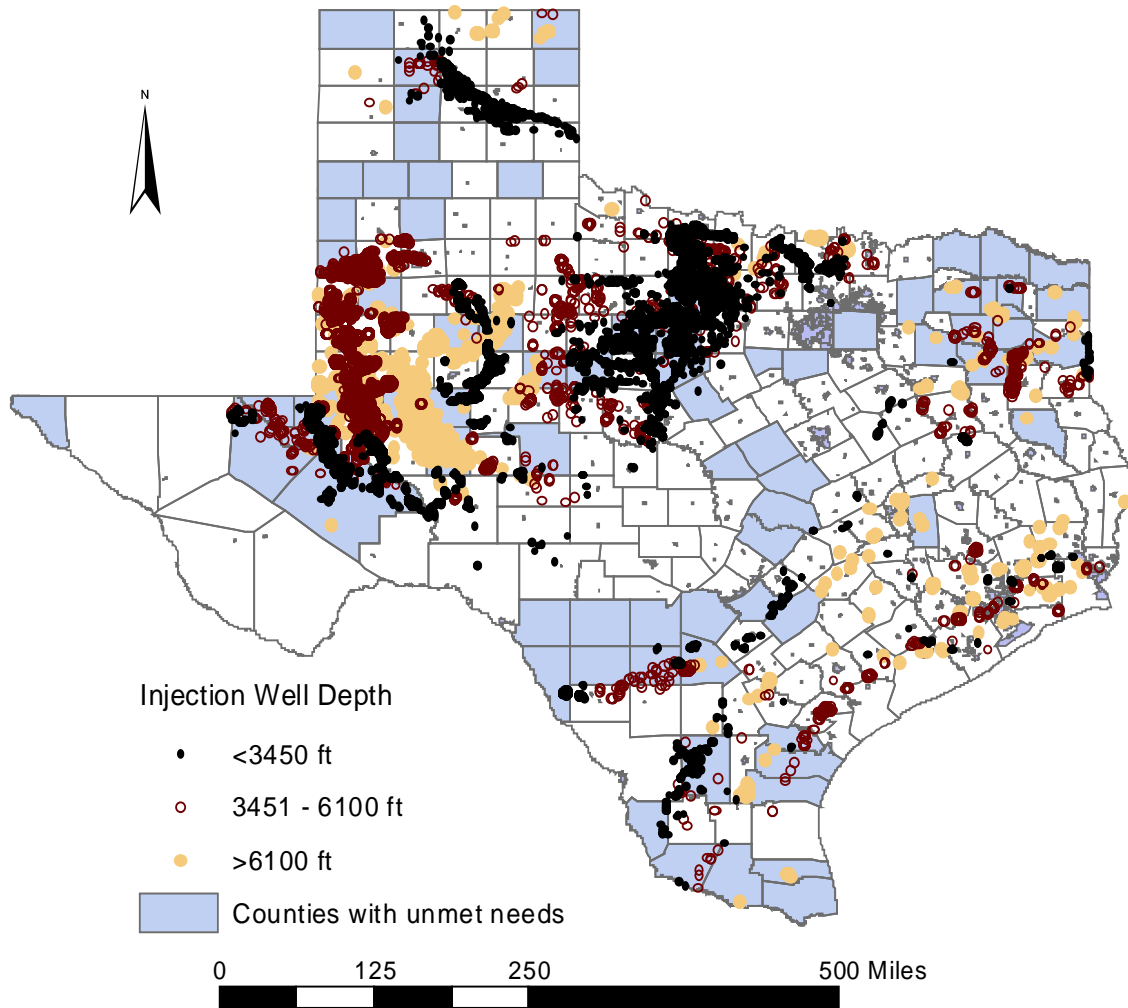 N
Injection Well Depth
<3450 ft
3451 - 6100 ft
>6100 ft
Counties with unmet needs
0 125 250 500 Miles